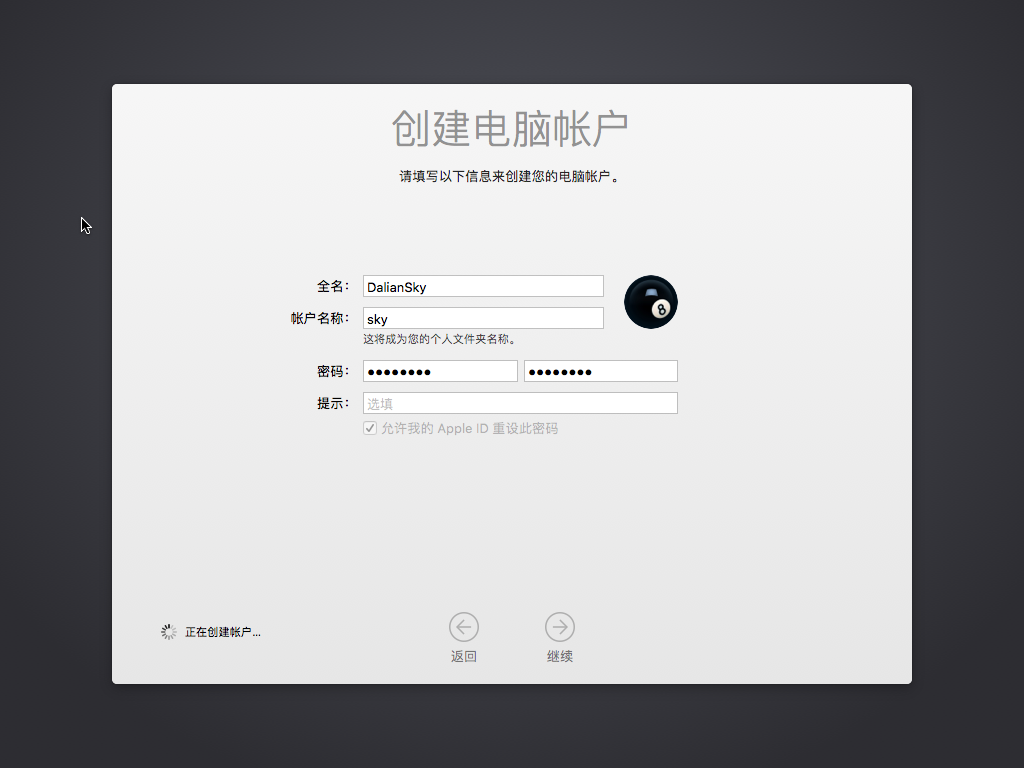 创建电脑帐户
请填写以下信息来创建您的电脑帐户。
全名： DalianSky
8
帐户名称： sky
这将成为您的个人文件夹名称。
密码： ●●●●●●●● ●●●●●●●●
提示： 选填
允许我的 Apple ID 重设此密码
正在创建帐户...
返回 继续